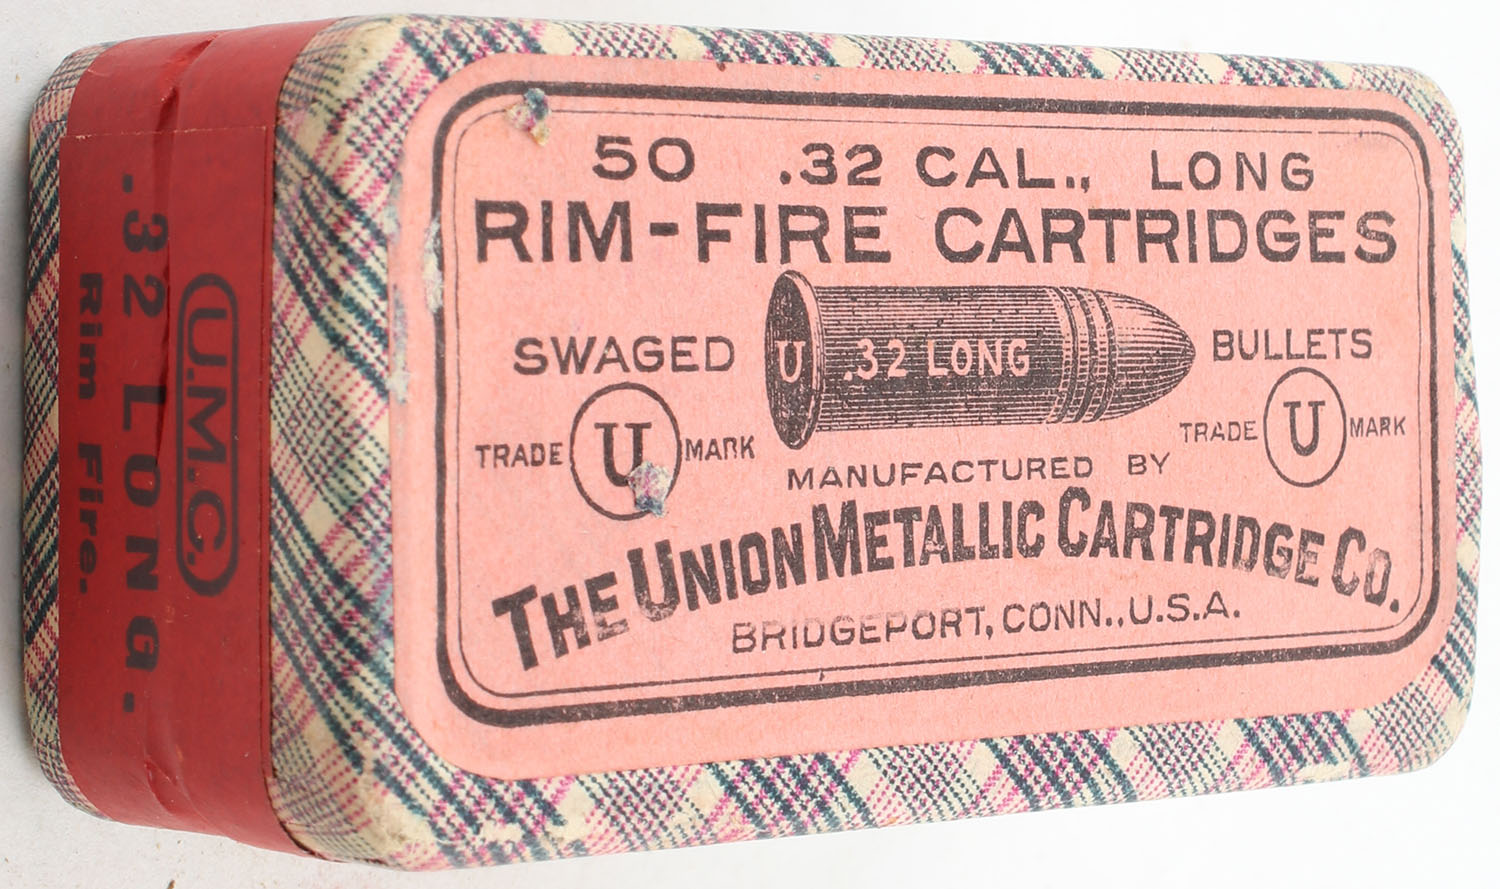 50 .32 CAL., LONG
RIM-FIRE CARTRIDGES
SWAGED BULLETS
U .32 LONG
TRADE U MARK
TRADE U MARK
MANUFACTURED BY
THE UNION METALLIC CARTRIDGE CO.
BRIDGEPORT, CONN., U.S.A.
U.M.C.
.32 LONG.
Rim Fire.